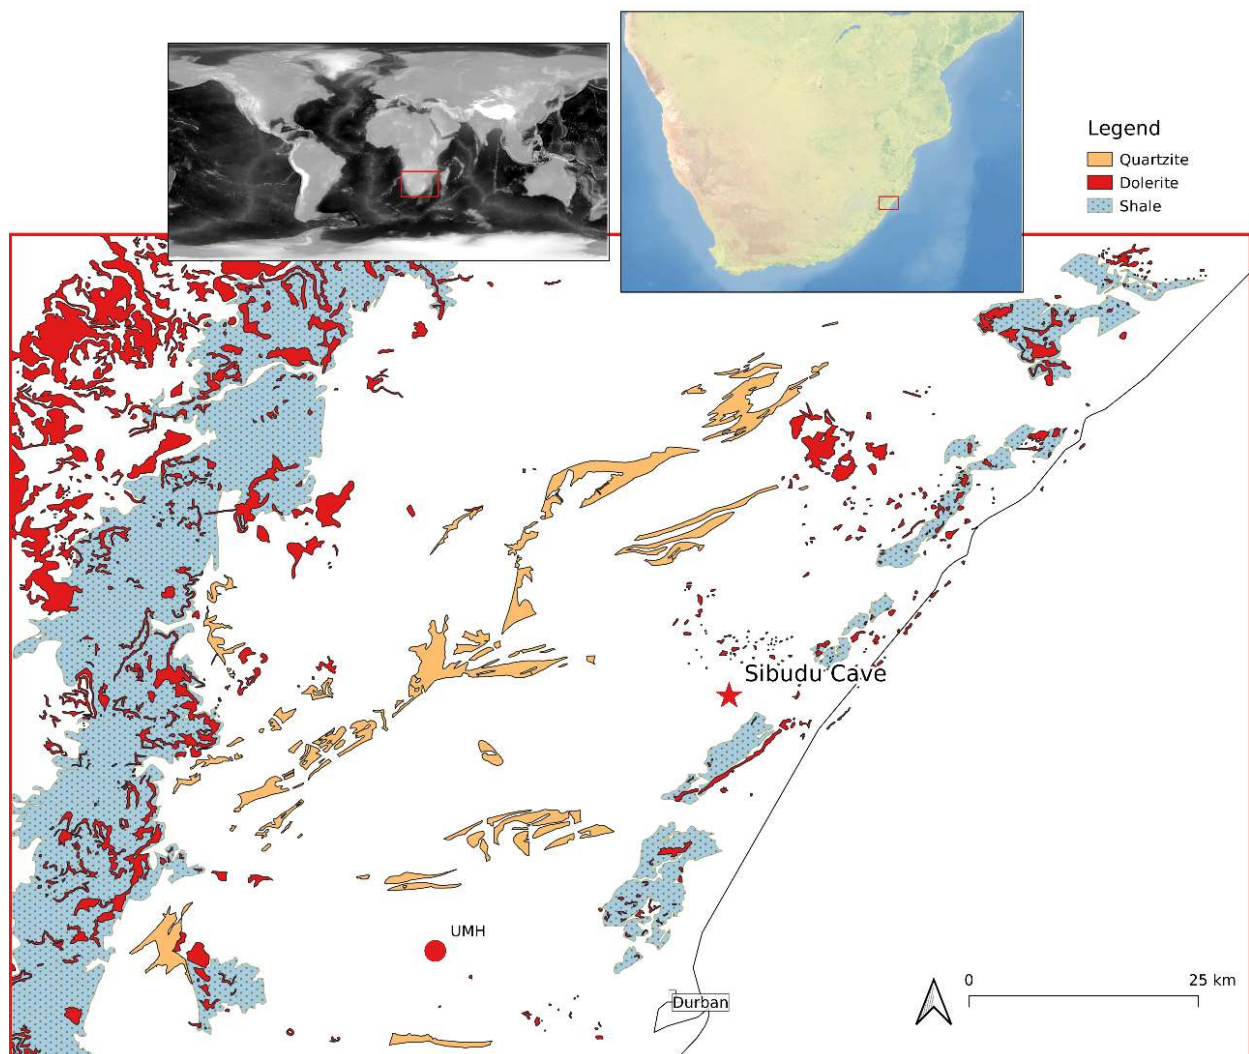 Legend
Quartzite
Dolerite
Shale
Sibudu Cave
UMH
Durban
0 25 km